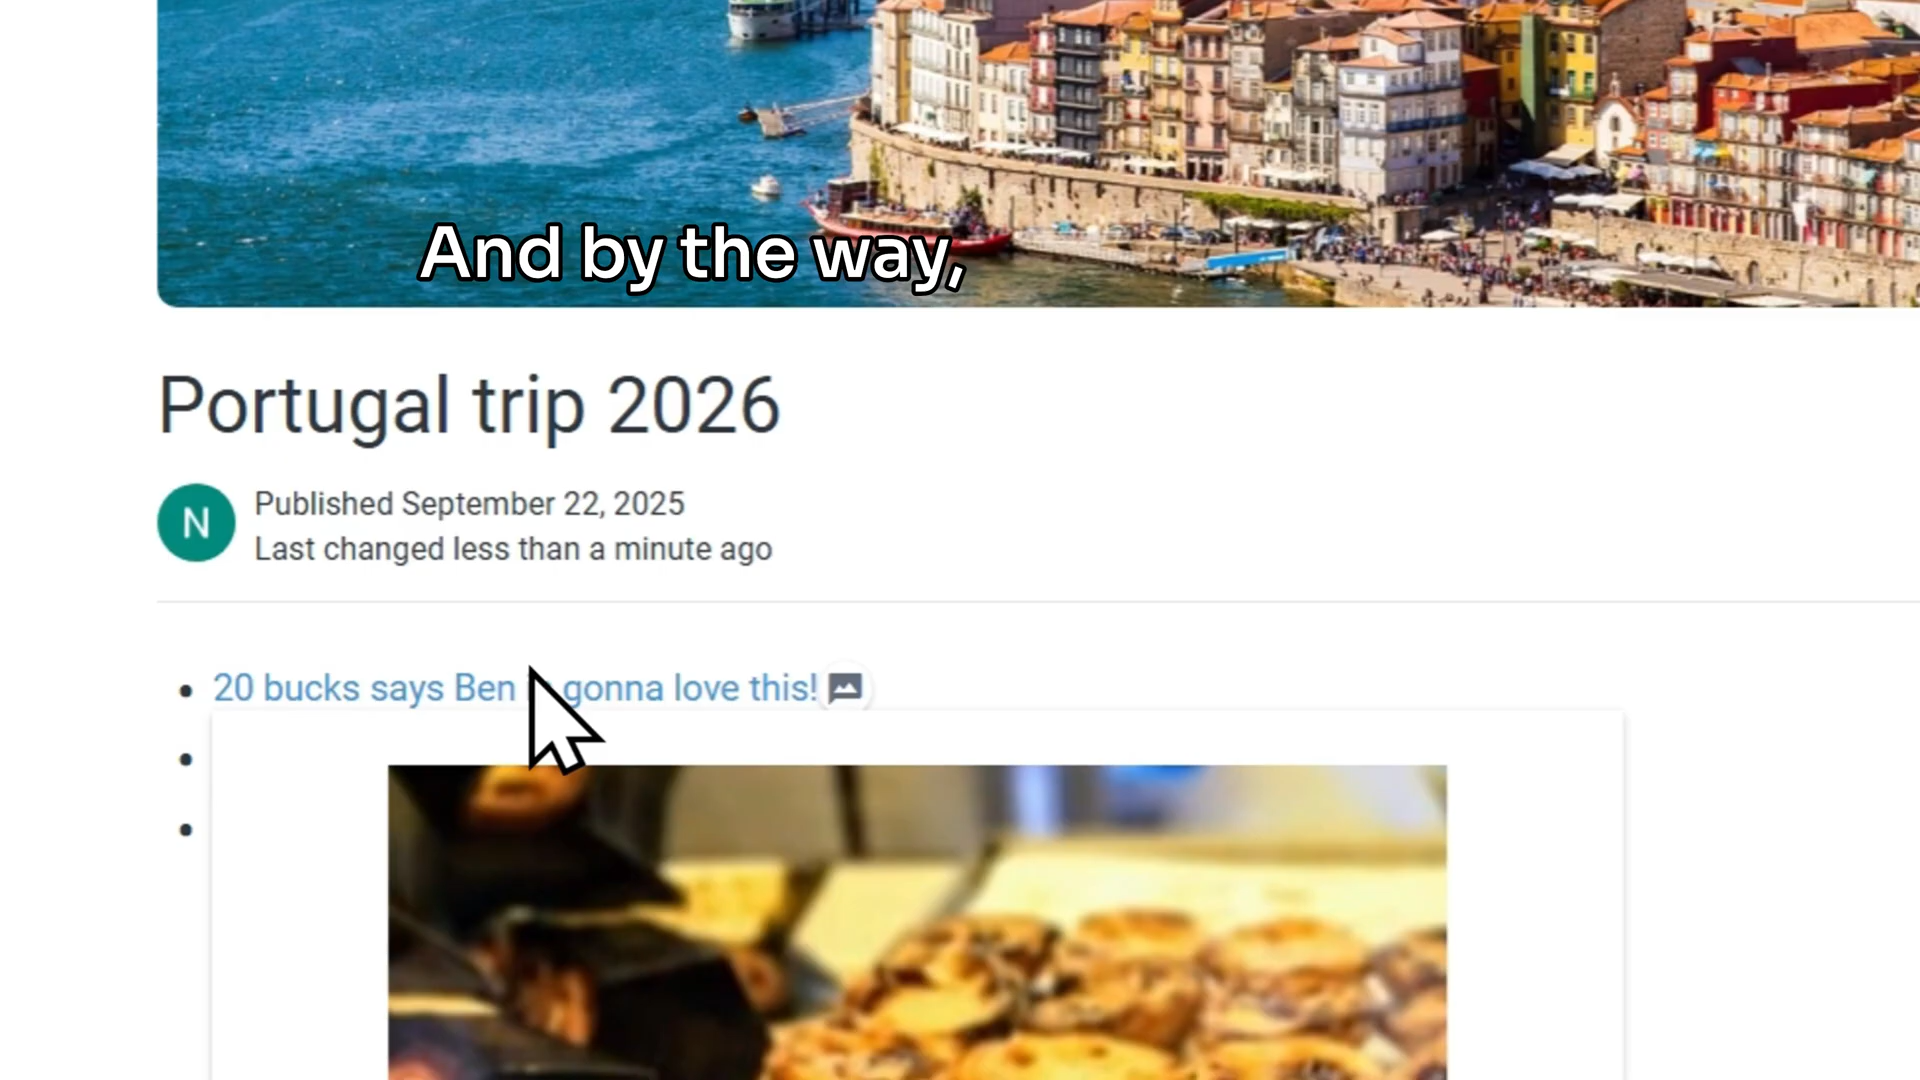 And by the way,
Portugal trip 2026
N
Published September 22, 2025
Last changed less than a minute ago
20 bucks says Ben gonna love this!